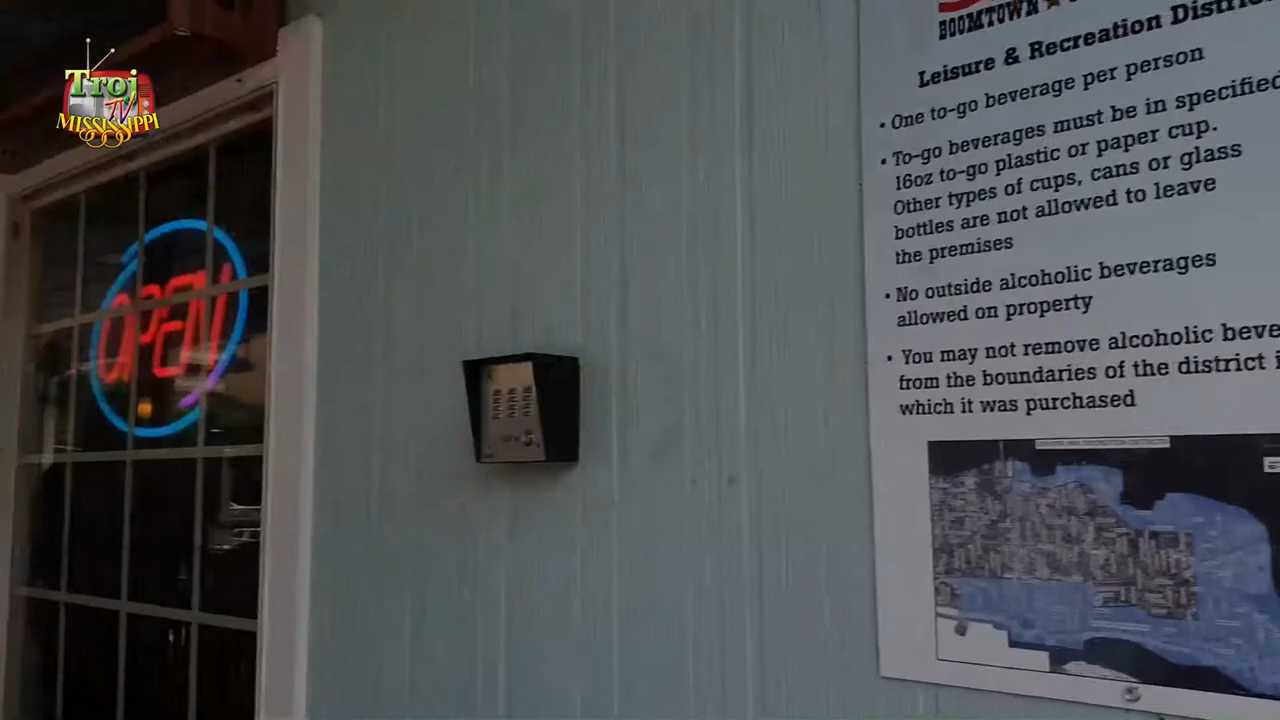 Troj
TV
MISSISSIPPI
OPEN
BOOMTOWN
Leisure & Recreation District
• One to-go beverage per person
• To-go beverages must be in specified
16oz to-go plastic or paper cup.
Other types of cups, cans or glass
bottles are not allowed to leave
the premises
• No outside alcoholic beverages
allowed on property
• You may not remove alcoholic beve
from the boundaries of the district i
which it was purchased